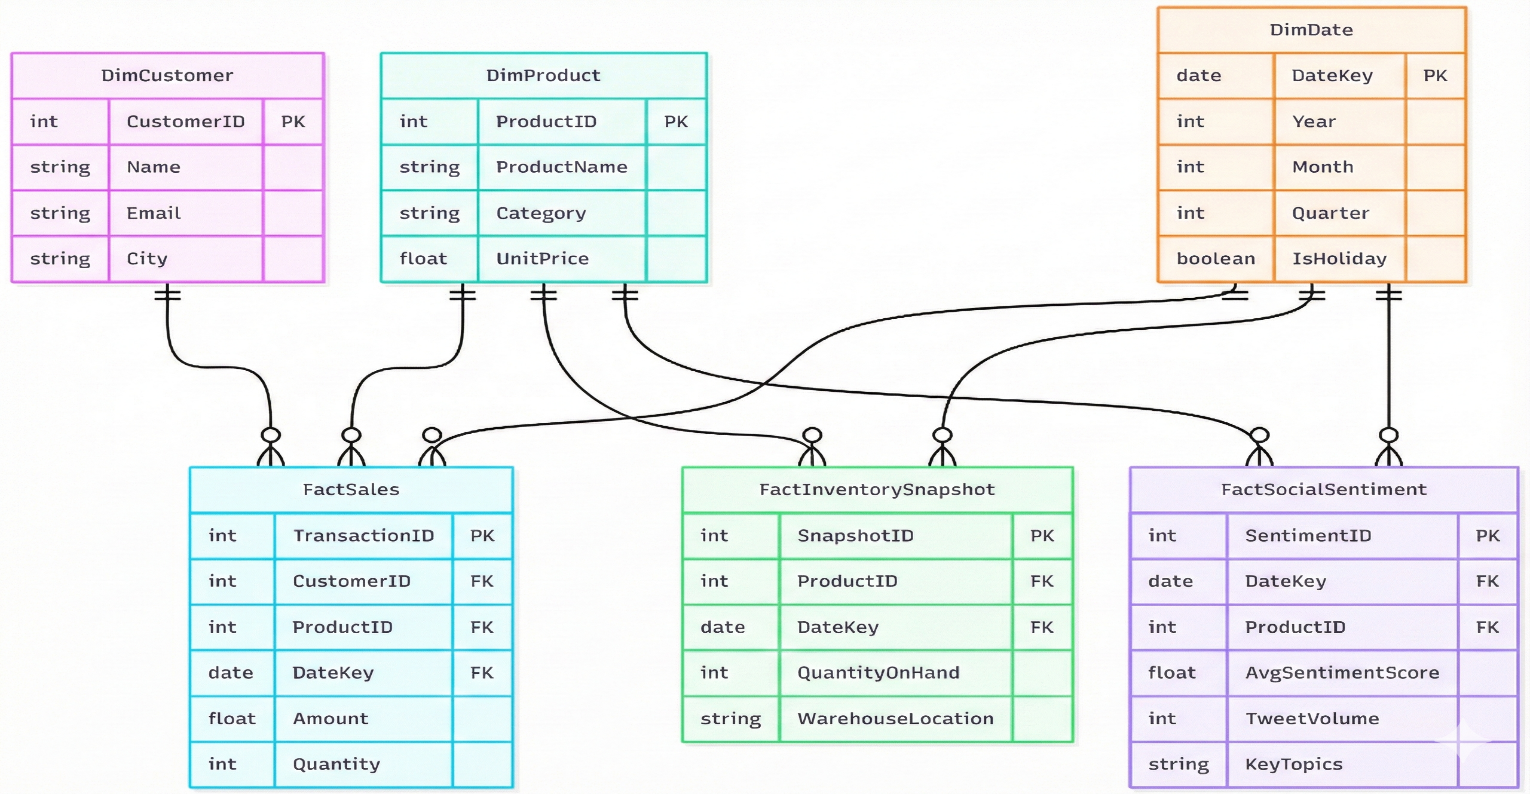 DimCustomer
int CustomerID PK
string Name
string Email
string City
DimProduct
int ProductID PK
string ProductName
string Category
float UnitPrice
DimDate
date DateKey PK
int Year
int Month
int Quarter
boolean IsHoliday
FactSales
int TransactionID PK
int CustomerID FK
int ProductID FK
date DateKey FK
float Amount
int Quantity
FactInventorySnapshot
int SnapshotID PK
int ProductID FK
date DateKey FK
int QuantityOnHand
string WarehouseLocation
FactSocialSentiment
int SentimentID PK
date DateKey FK
int ProductID FK
float AvgSentimentScore
int TweetVolume
string KeyTopics